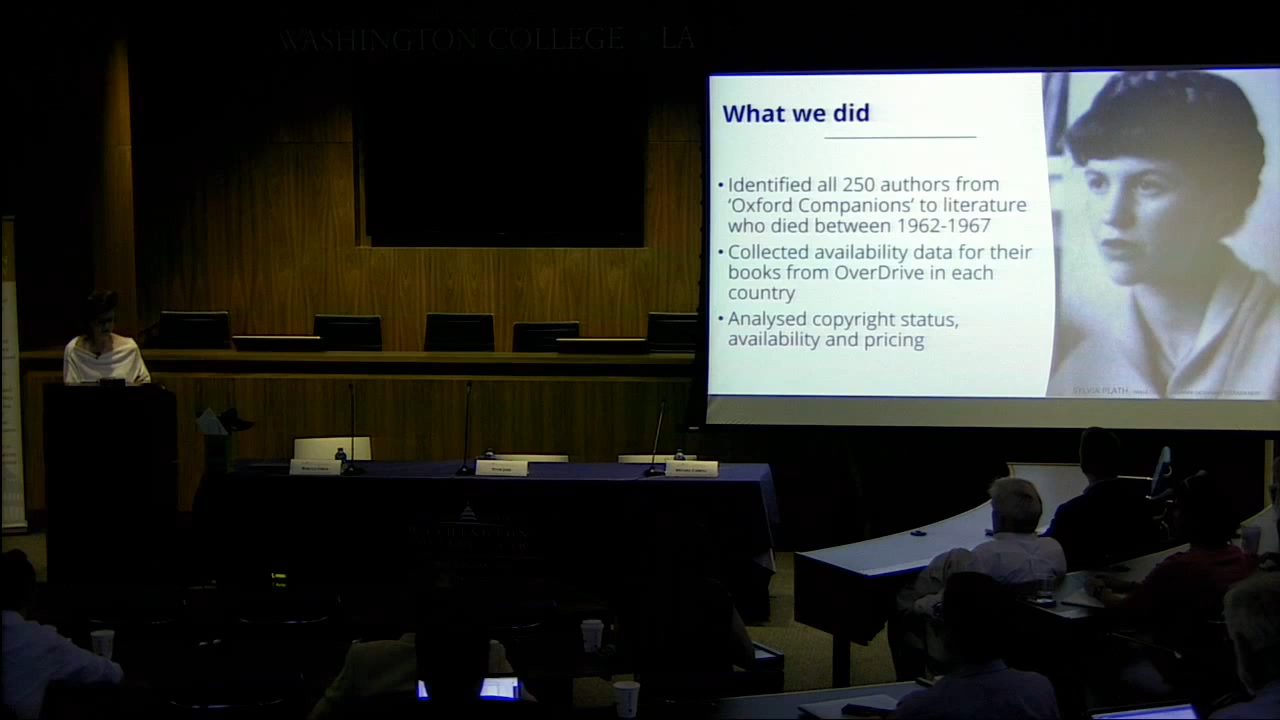 WASHINGTON COLLEGE LA
What we did
• Identified all 250 authors from
‘Oxford Companions’ to literature
who died between 1962-1967
• Collected availability data for their
books from OverDrive in each
country
• Analysed copyright status,
availability and pricing
SYLVIA PLATH